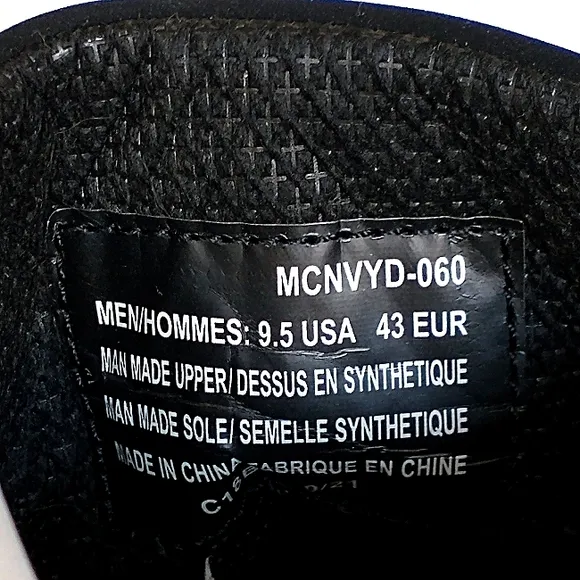 MCNVYD-060
MEN/HOMMES: 9.5 USA 43 EUR
MAN MADE UPPER/ DESSUS EN SYNTHETIQUE
MAN MADE SOLE/ SEMELLE SYNTHETIQUE
MADE IN CHINA FABRIQUE EN CHINE